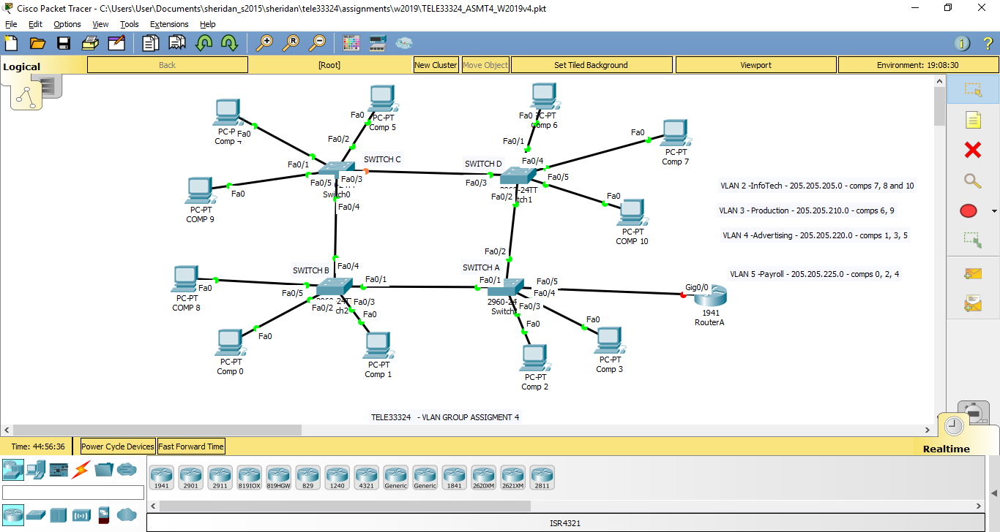 Cisco Packet Tracer - C:\Users\User\Documents\sheridan_s2015\sheridan\tele33324\assignments\w2019\TELE33324_ASMT4_W2019v4.pkt
File Edit Options View Tools Extensions Help
Logical Back [Root] New Cluster Move Object Set Tiled Background Viewport Environment: 19:08:30
PC-P
Fa0
Comp
Fa0
PC-PT
Comp 5
Fa0/2
Fa0
PC-PT
Comp 6
Fa0/1
Fa0
PC-PT
Comp 7
Fa0/1
SWITCH C
Fa0/5
Fa0/3
Switch0
Fa0/4
SWITCH D
Fa0/4
Fa0/3
Fa0/5
Fa0/2
Fa0
PC-PT
COMP 9
Fa0
PC-PT
COMP 10
VLAN 2 -InfoTech - 205.205.205.0 - comps 7, 8 and 10
VLAN 3 - Production - 205.205.210.0 - comps 6, 9
VLAN 4 -Advertising - 205.205.220.0 - comps 1, 3, 5
VLAN 5 -Payroll - 205.205.225.0 - comps 0, 2, 4
SWITCH B
Fa0/4
Fa0/1
Fa0/5
Fa0/3
Fa0/2
Fa0
PC-PT
COMP 8
Fa0
PC-PT
Comp 0
Fa0
PC-PT
Comp 1
Fa0/2
SWITCH A
Fa0/1
Fa0/5
Fa0/4
2960-24
Fa0/3
Switch
Gig0/0
1941
RouterA
Fa0
PC-PT
Comp 2
Fa0
PC-PT
Comp 3
TELE33324 - VLAN GROUP ASSIGMENT 4
Time: 44:56:36 Power Cycle Devices Fast Forward Time
Realtime
1941 2901 2911 819IOX 819HGW 829 1240 4321 Generic Generic 1841 2620XM 2621XM 2811
ISR4321